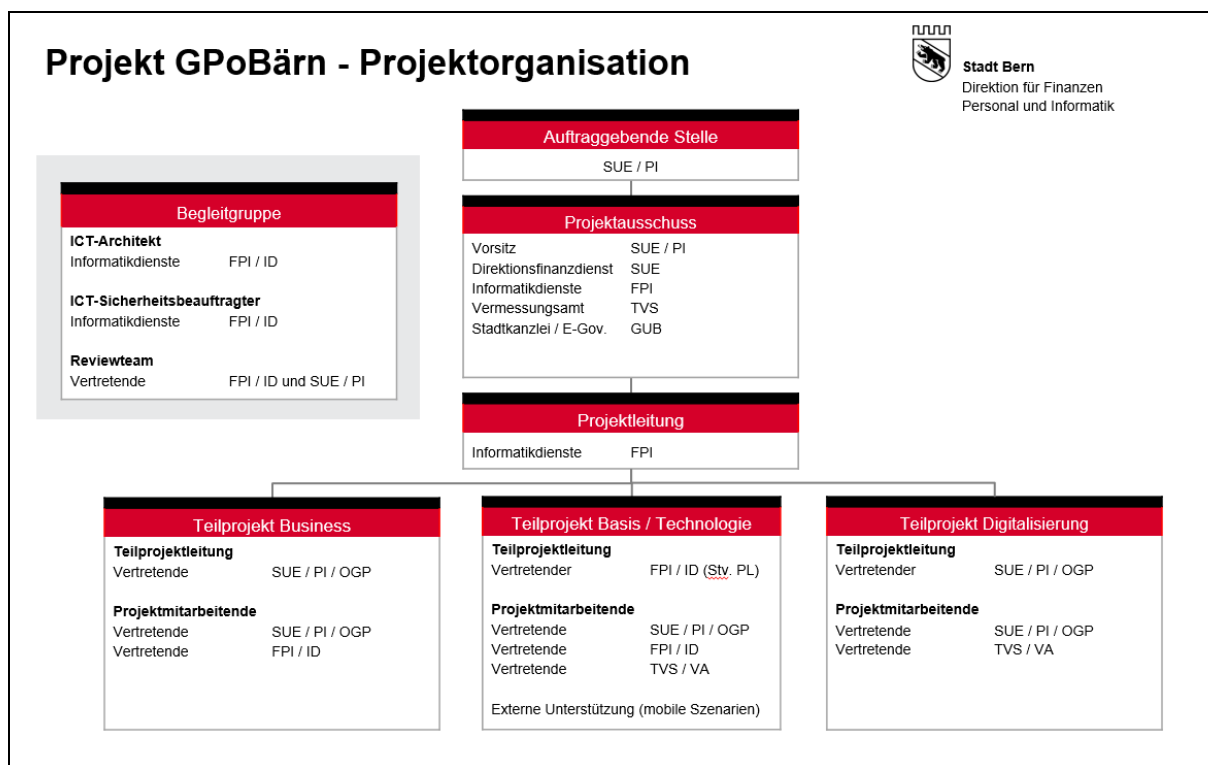 Projekt GPoBärn - Projektorganisation
Stadt Bern
Direktion für Finanzen
Personal und Informatik
Auftraggebende Stelle
SUE / PI
Begleitgruppe
ICT-Architekt
Informatikdienste FPI / ID
ICT-Sicherheitsbeauftragter
Informatikdienste FPI / ID
Reviewteam
Vertretende FPI / ID und SUE / PI
Projektausschuss
Vorsitz SUE / PI
Direktionsfinanzdienst SUE
Informatikdienste FPI
Vermessungsamt TVS
Stadtkanzlei / E-Gov. GUB
Projektleitung
Informatikdienste FPI
Teilprojekt Business
Teilprojektleitung
Vertretende SUE / PI / OGP
Projektmitarbeitende
Vertretende SUE / PI / OGP
Vertretende FPI / ID
Teilprojekt Basis / Technologie
Teilprojektleitung
Vertretender FPI / ID (Stv. PL)
Projektmitarbeitende
Vertretende SUE / PI / OGP
Vertretende FPI / ID
Vertretende TVS / VA
Externe Unterstützung (mobile Szenarien)
Teilprojekt Digitalisierung
Teilprojektleitung
Vertretender SUE / PI / OGP
Projektmitarbeitende
Vertretende SUE / PI / OGP
Vertretende TVS / VA